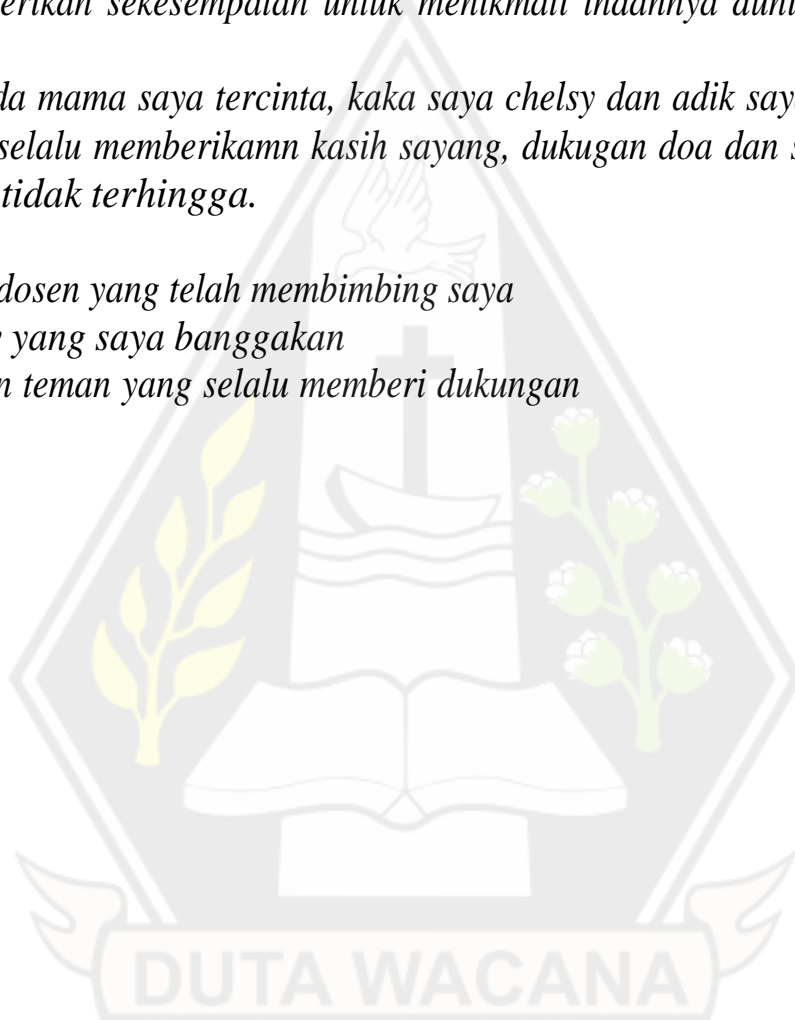 sekesempatan untuk menikmati indahnya
da mama saya tercinta, kaka saya chelsy dan adik say
selalu memberikamn kasih sayang, dukugan doa dan s
tidak terhingga.
dosen yang telah membimbing saya
yang saya banggakan
n teman yang selalu memberi dukungan
DUTA WACANA